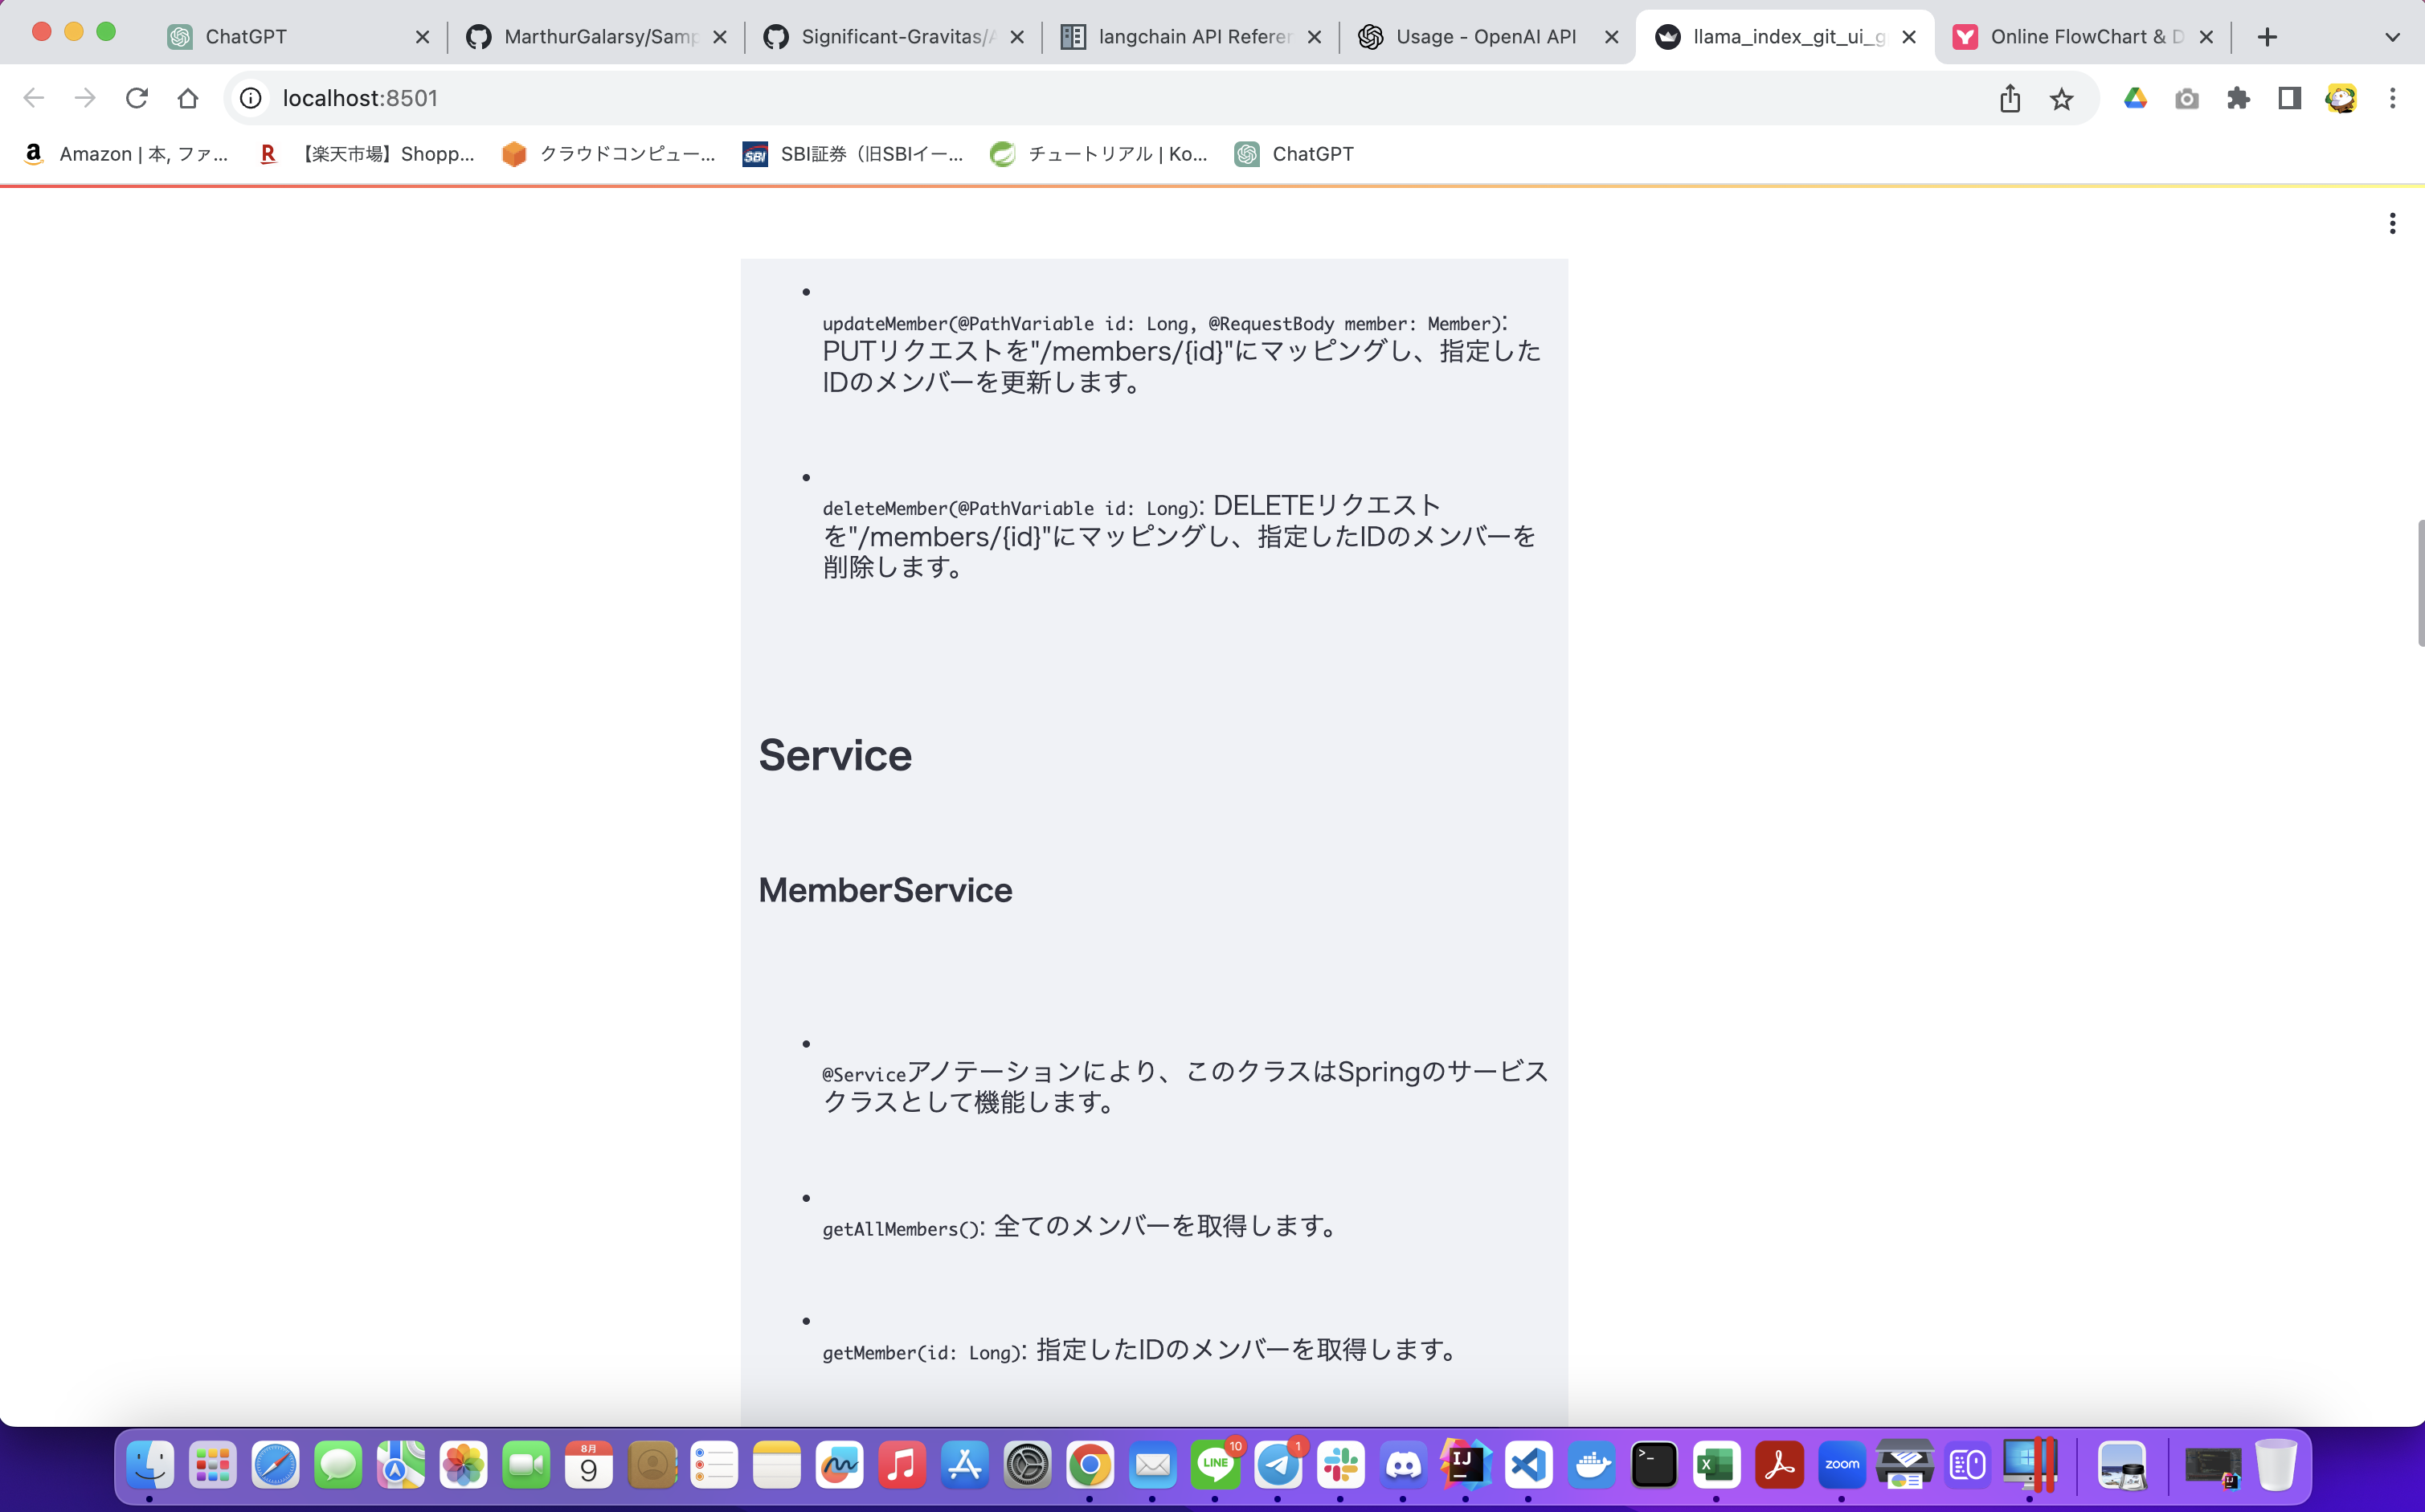 ChatGPT
MarthurGalarsy/Samp
Significant-Gravitas/A
langchain API Referen
Usage - OpenAI API
llama_index_git_ui_g
Online FlowChart & D
localhost:8501
Amazon | 本, ファ...
【楽天市場】Shopp...
クラウドコンピュー...
SBI証券（旧SBIイー...
チュートリアル | Ko...
ChatGPT
updateMember(@PathVariable id: Long, @RequestBody member: Member):
PUTリクエストを"/members/{id}"にマッピングし、指定した
IDのメンバーを更新します。
deleteMember(@PathVariable id: Long): DELETEリクエスト
を"/members/{id}"にマッピングし、指定したIDのメンバーを
削除します。
Service
MemberService
@Serviceアノテーションにより、このクラスはSpringのサービス
クラスとして機能します。
getAllMembers(): 全てのメンバーを取得します。
getMember(id: Long): 指定したIDのメンバーを取得します。
8月
9
LINE
10
1
IJ
zoom